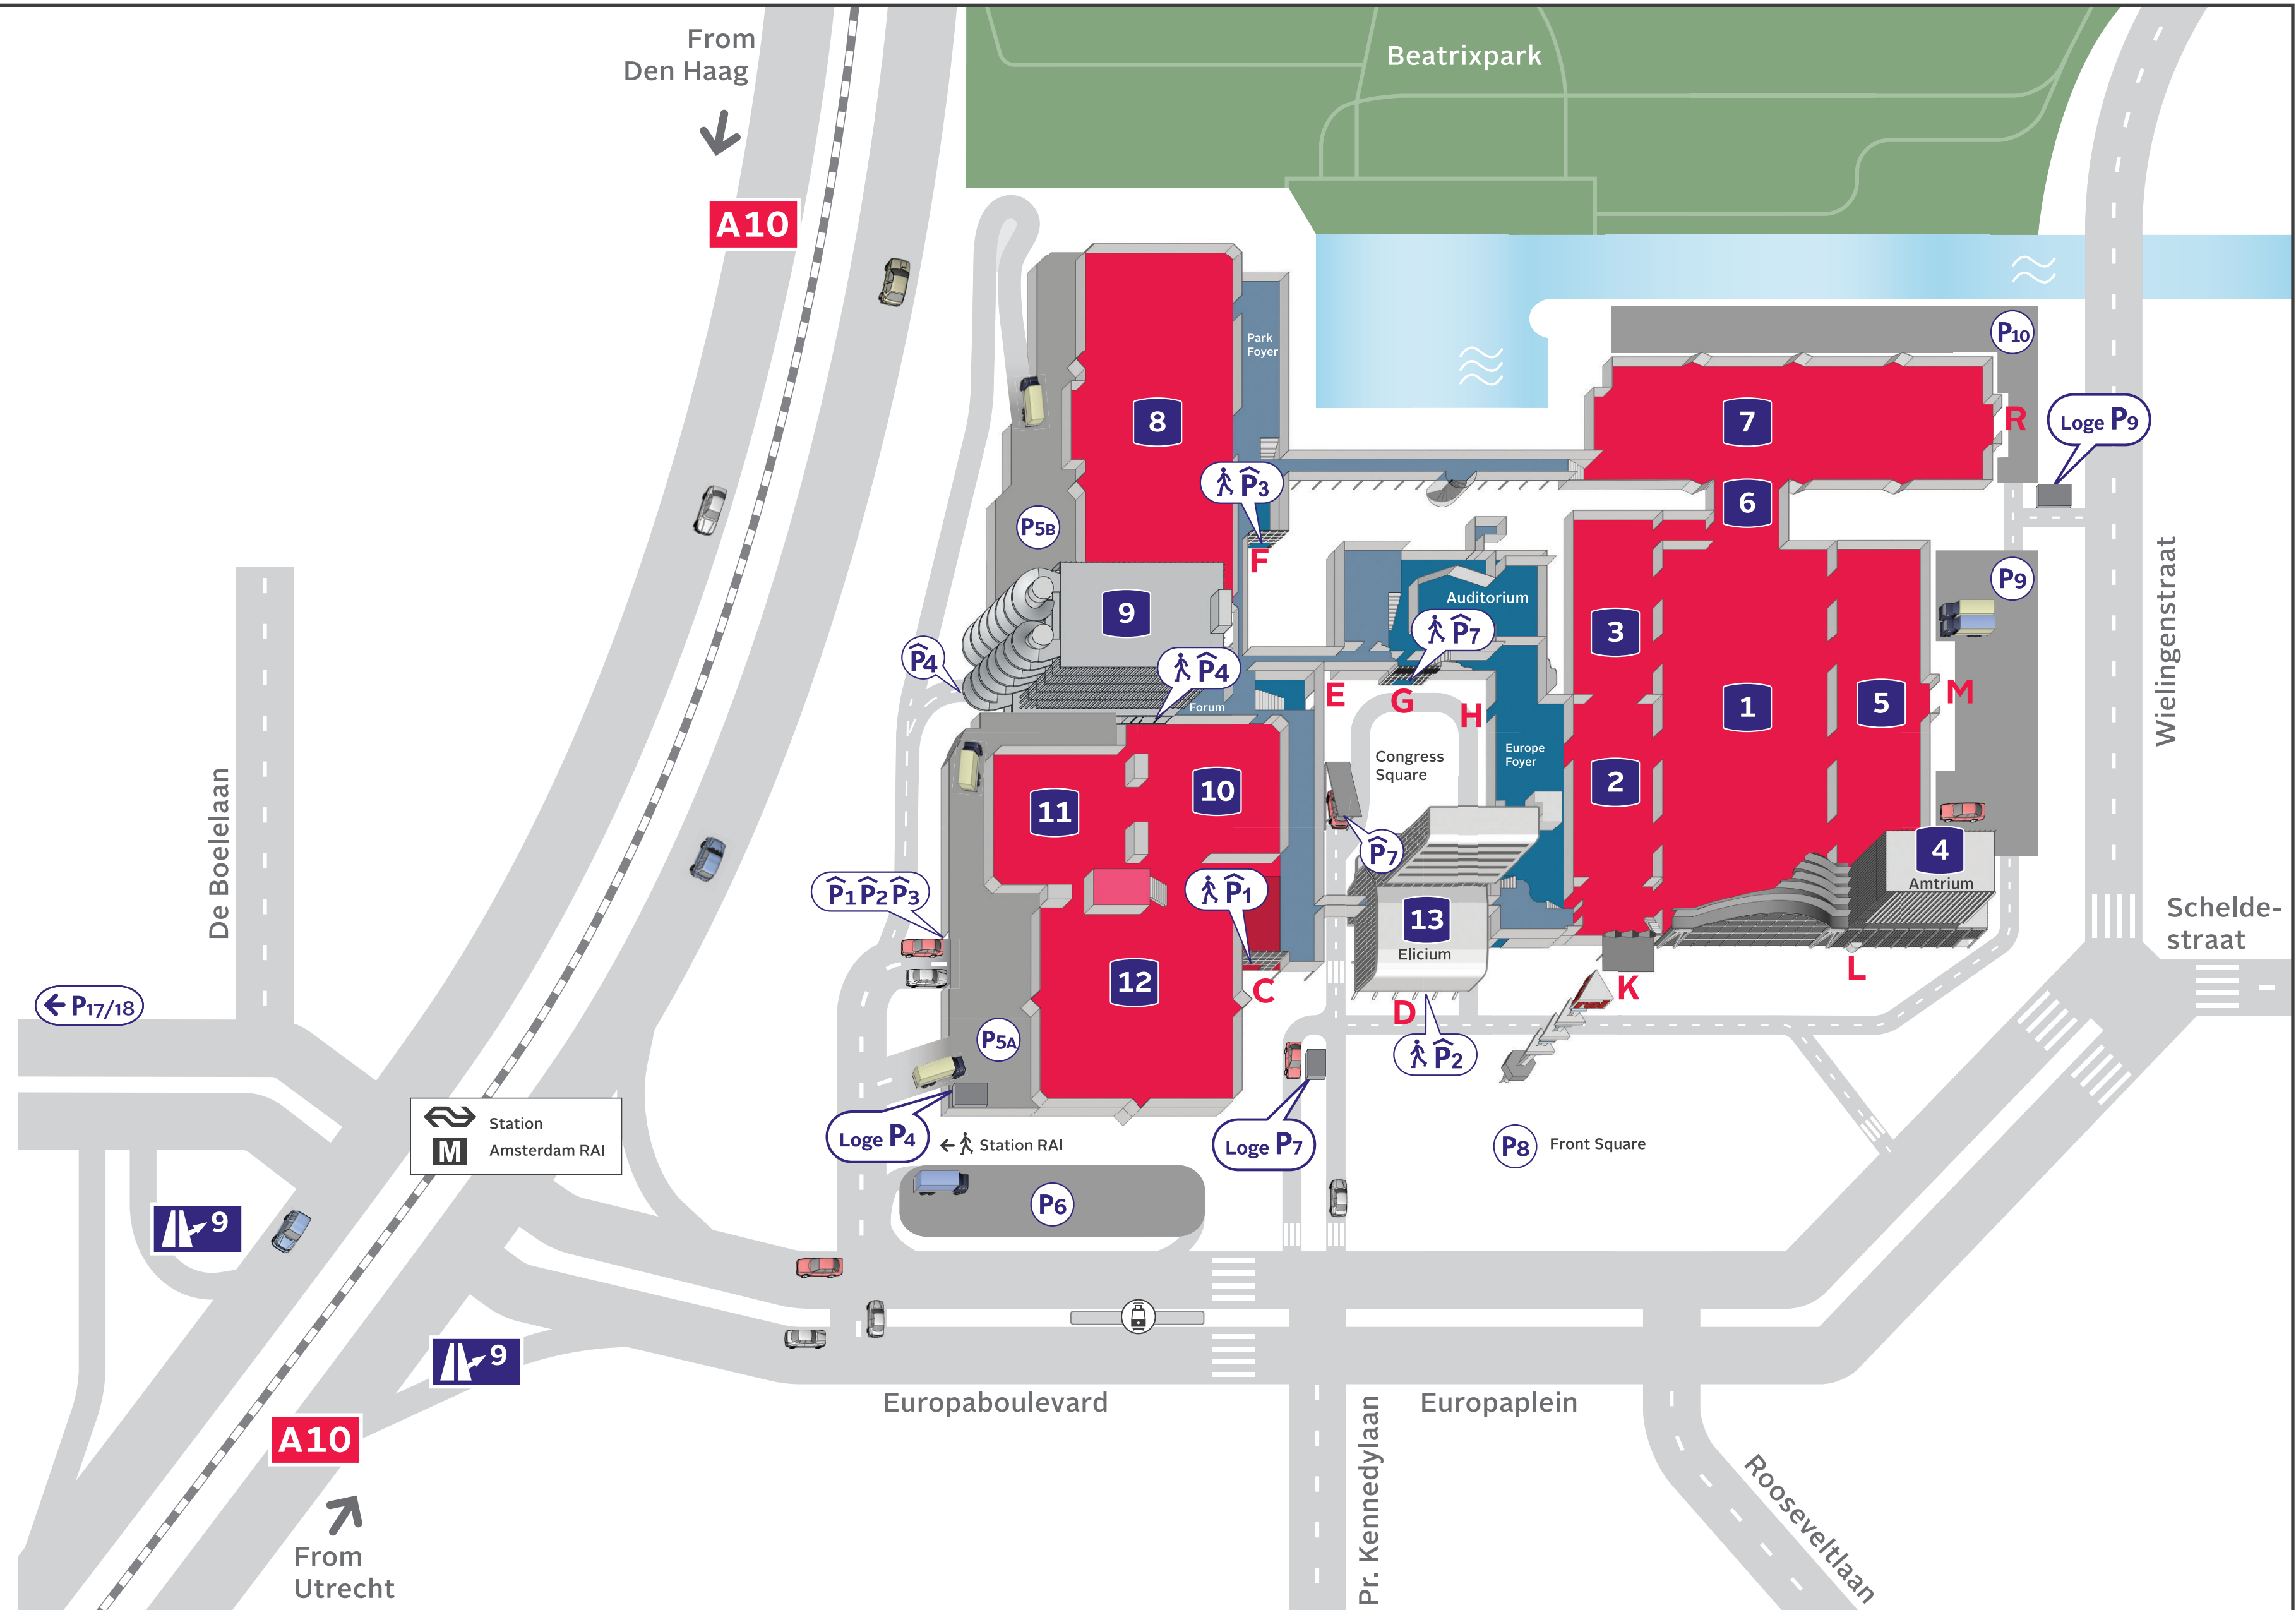 From
Den Haag
Beatrixpark
A10
P10
Park
Foyer
8
7
R
Loge P9
P3
6
P5B
F
P9
Auditorium
9
3
P7
P4
P4
E
G
H
M
Forum
1
5
Wielingenstraat
Congress
Square
Europe
Foyer
De Boelelaan
11
10
2
P7
4
Amtrium
P1 P2 P3
P1
13
Elicium
Schelde-
straat
12
C
L
K
P17/18
D
P5A
P2
Station
M
Amsterdam RAI
Loge P4
Station RAI
Loge P7
P8
Front Square
P6
9
9
Europaboulevard
Europaplein
A10
Pr. Kennedylaan
Rooseveltlaan
From
Utrecht